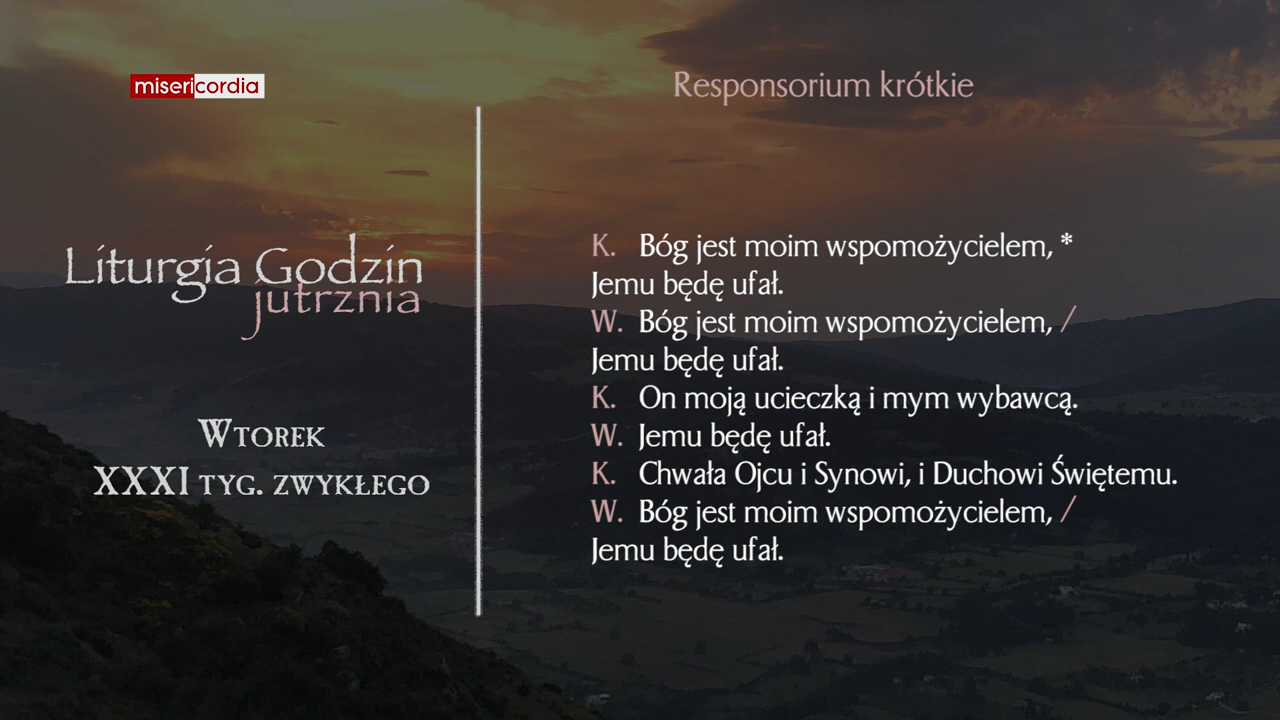 misericordia
Liturgia Godzin
jutrznia
Wtorek
XXXI tyg. zwykłego
Responsorium krótkie
K. Bóg jest moim wspomożycielem, *
Jemu będę ufał.
W. Bóg jest moim wspomożycielem, /
Jemu będę ufał.
K. On moją ucieczką i mym wybawcą.
W. Jemu będę ufał.
K. Chwała Ojcu i Synowi, i Duchowi Świętemu.
W. Bóg jest moim wspomożycielem, /
Jemu będę ufał.